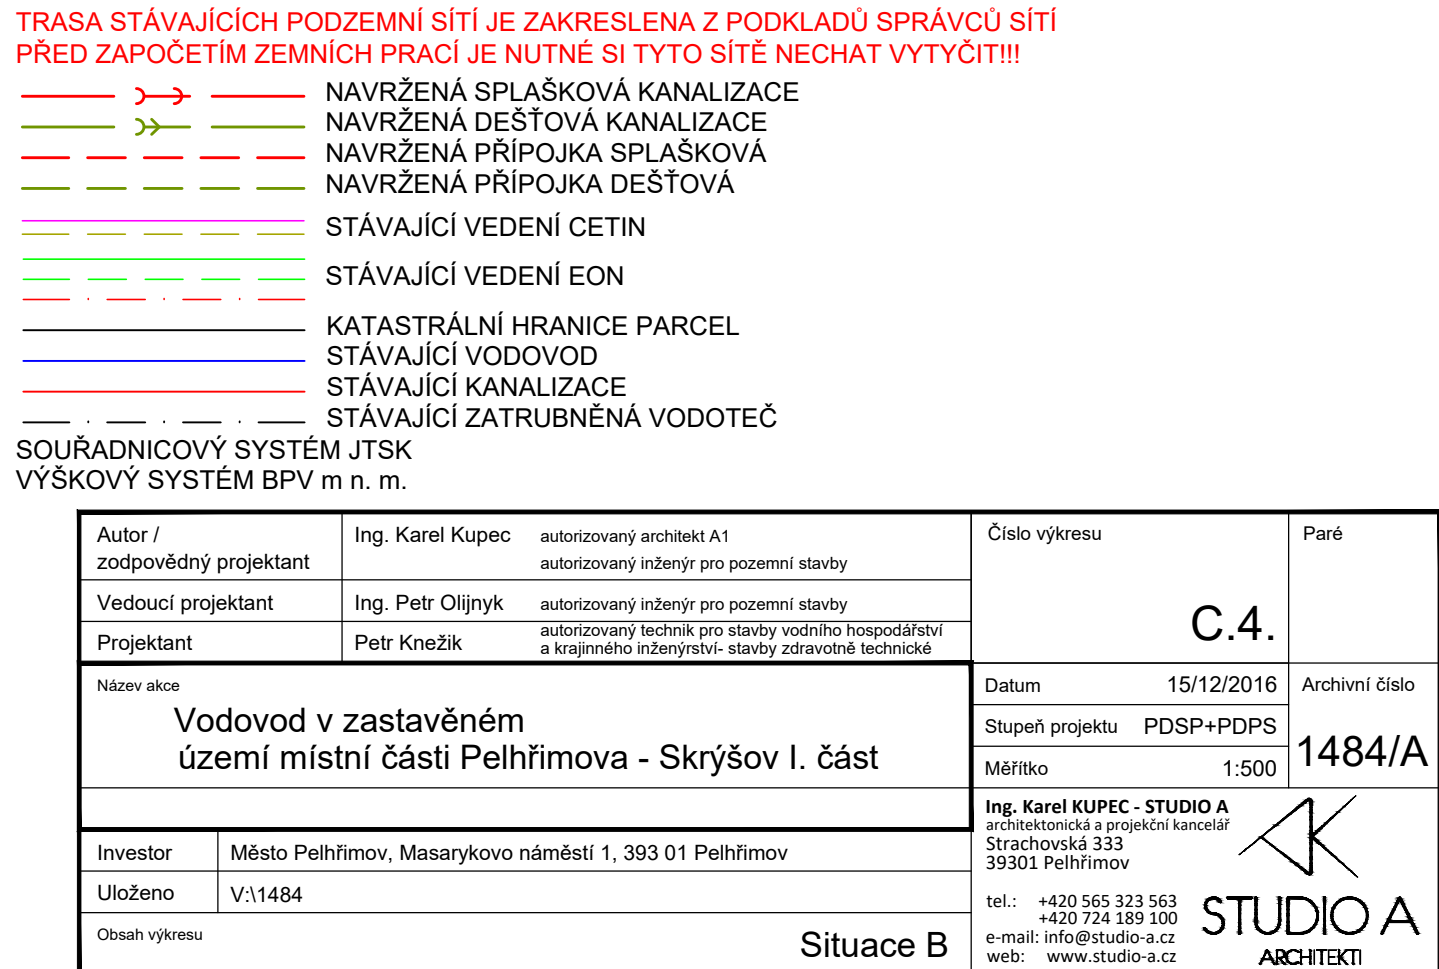 TRASA STÁVAJÍCÍCH PODZEMNÍ SÍTÍ JE ZAKRESLENA Z PODKLADŮ SPRÁVCŮ SÍTÍ
PŘED ZAPOČETÍM ZEMNÍCH PRACÍ JE NUTNÉ SI TYTO SÍTĚ NECHAT VYTYČIT!!!
NAVRŽENÁ SPLAŠKOVÁ KANALIZACE
NAVRŽENÁ DEŠŤOVÁ KANALIZACE
NAVRŽENÁ PŘÍPOJKA SPLAŠKOVÁ
NAVRŽENÁ PŘÍPOJKA DEŠŤOVÁ
STÁVAJÍCÍ VEDENÍ CETIN
STÁVAJÍCÍ VEDENÍ EON
KATASTRÁLNÍ HRANICE PARCEL
STÁVAJÍCÍ VODOVOD
STÁVAJÍCÍ KANALIZACE
STÁVAJÍCÍ ZATRUBNĚNÁ VODOTEČ
SOUŘADNICOVÝ SYSTÉM JTSK
VÝŠKOVÝ SYSTÉM BPV m n. m.
Autor /
zodpovědný projektant
Ing. Karel Kupec
autorizovaný architekt A1
autorizovaný inženýr pro pozemní stavby
Vedoucí projektant
Ing. Petr Olijnyk
autorizovaný inženýr pro pozemní stavby
Projektant
Petr Knežik
autorizovaný technik pro stavby vodního hospodářství
a krajinného inženýrství- stavby zdravotně technické
Číslo výkresu
C.4.
Paré
Název akce
Vodovod v zastavěném
území místní části Pelhřimova - Skrýšov I. část
Datum 15/12/2016
Stupeň projektu PDSP+PDPS
Měřítko 1:500
Archivní číslo
1484/A
Investor
Město Pelhřimov, Masarykovo náměstí 1, 393 01 Pelhřimov
Uloženo
V:\1484
Obsah výkresu
Situace B
Ing. Karel KUPEC - STUDIO A
architektonická a projekční kancelář
Strachovská 333
39301 Pelhřimov
tel.: +420 565 323 563
+420 724 189 100
e-mail: info@studio-a.cz
web: www.studio-a.cz
STUDIO A
ARCHITEKTI